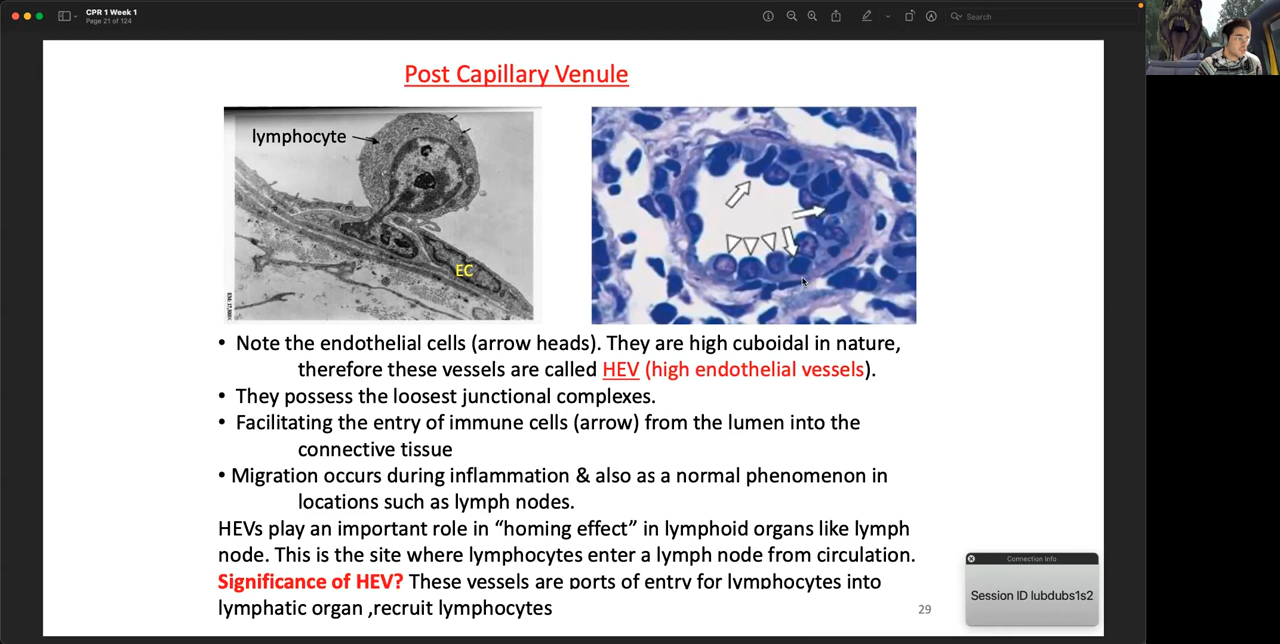 CPR 1 Week 1
Page 21 of 124
Search
Post Capillary Venule
lymphocyte
EC
• Note the endothelial cells (arrow heads). They are high cuboidal in nature,
therefore these vessels are called HEV (high endothelial vessels).
• They possess the loosest junctional complexes.
• Facilitating the entry of immune cells (arrow) from the lumen into the
connective tissue
• Migration occurs during inflammation & also as a normal phenomenon in
locations such as lymph nodes.
HEVs play an important role in “homing effect” in lymphoid organs like lymph
node. This is the site where lymphocytes enter a lymph node from circulation.
Significance of HEV? These vessels are ports of entry for lymphocytes into
lymphatic organ ,recruit lymphocytes
29
Connection Info
Session ID lubdubs1s2